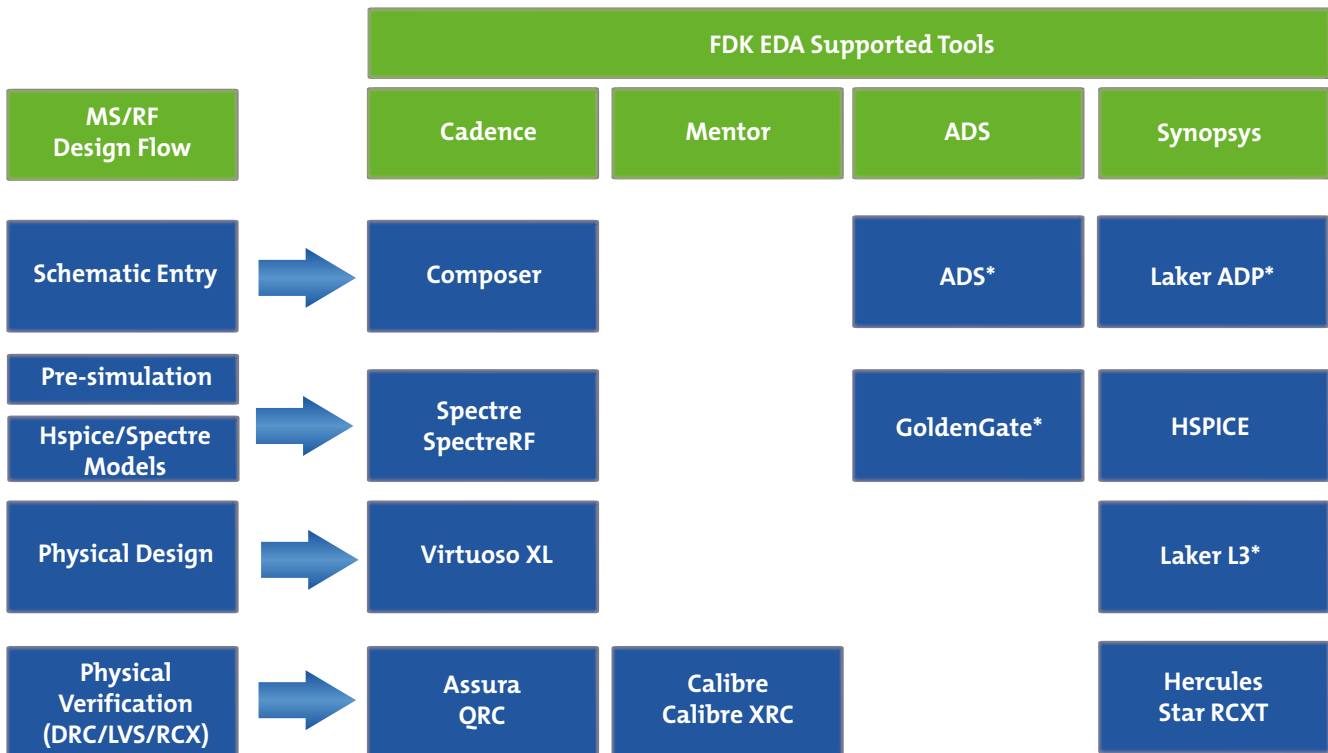 FDK EDA Supported Tools
MS/RF
Design Flow
Cadence
Mentor
ADS
Synopsys
Schematic Entry
Composer
ADS*
Laker ADP*
Pre-simulation
Hspice/Spectre
Models
Spectre
SpectreRF
GoldenGate*
HSPICE
Physical Design
Virtuoso XL
Laker L3*
Physical
Verification
(DRC/LVS/RCX)
Assura
QRC
Calibre
Calibre XRC
Hercules
Star RCXT